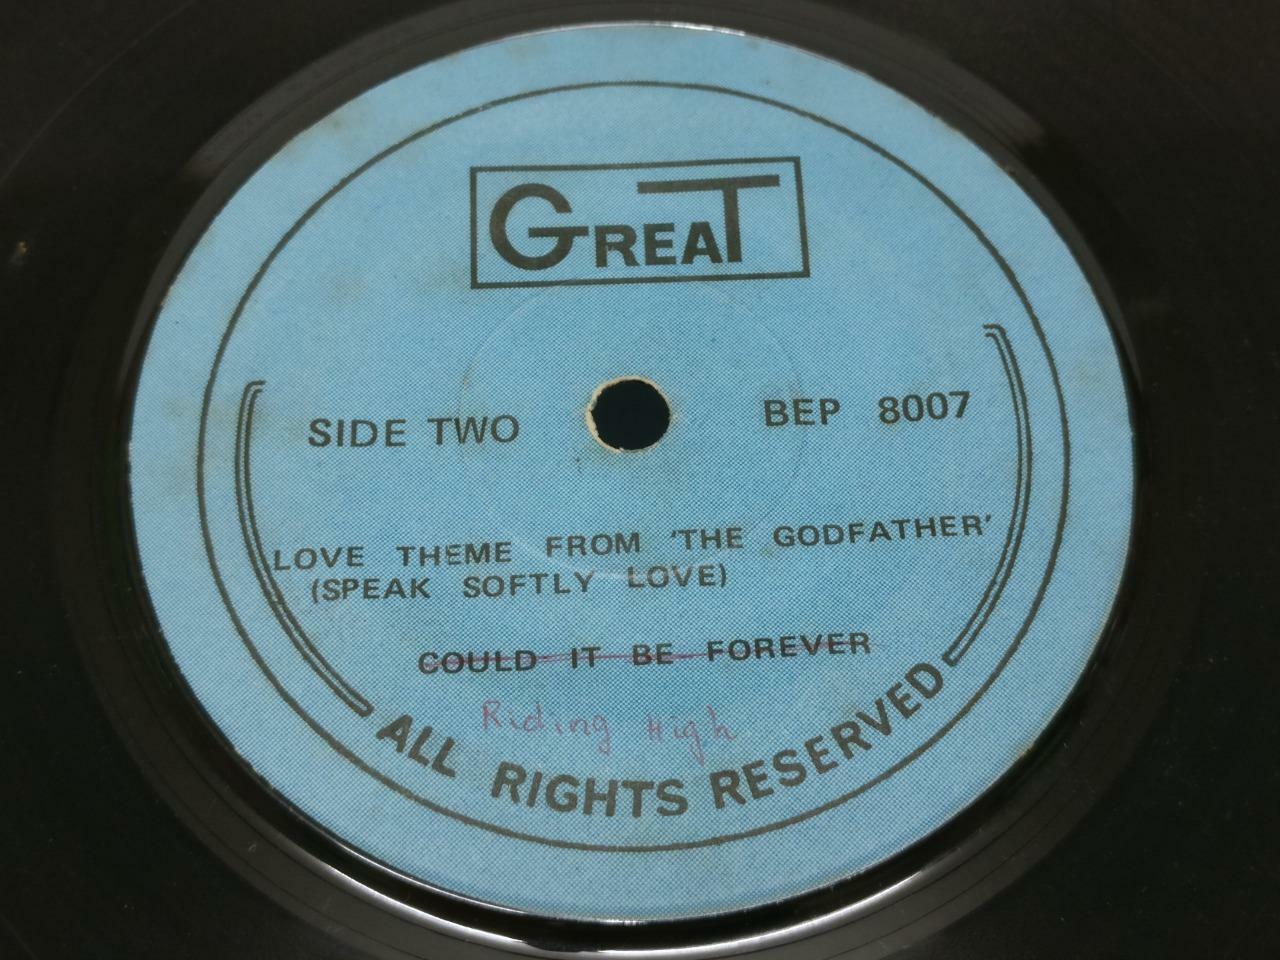 GREAT
SIDE TWO
BEP 8007
LOVE THEME FROM 'THE GODFATHER'
(SPEAK SOFTLY LOVE)
COULD IT BE FOREVER
Riding High
ALL RIGHTS RESERVED